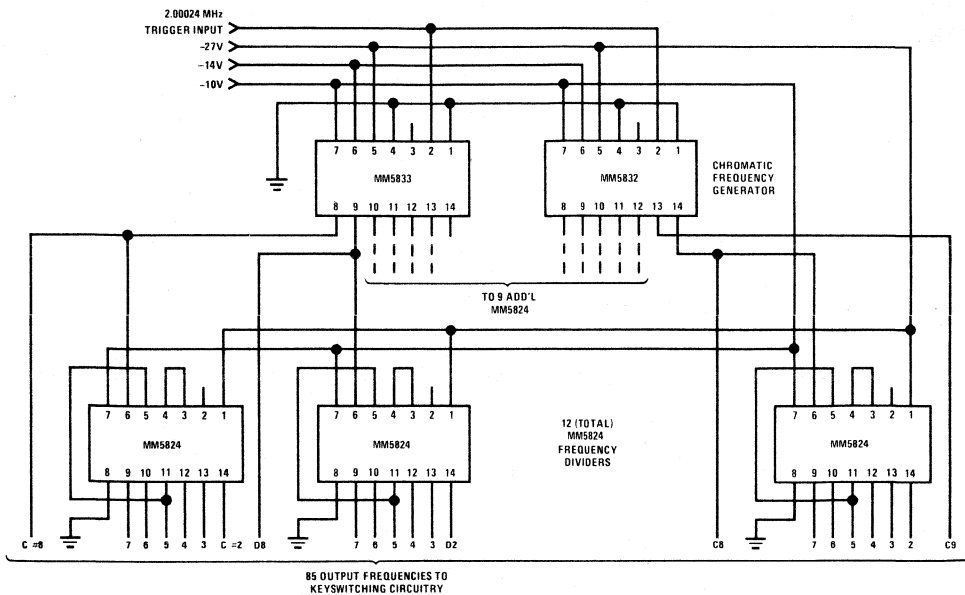 2.00024 MHz
TRIGGER INPUT
-27V
-14V
-10V
7 6 5 4 3 2 1
MM5833
8 9 10 11 12 13 14
7 6 5 4 3 2 1
MM5832
8 9 10 11 12 13 14
CHROMATIC
FREQUENCY
GENERATOR
TO 9 ADD'L
MM5824
7 6 5 4 3 2 1
MM5824
8 9 10 11 12 13 14
7 6 5 4 3 2 1
MM5824
8 9 10 11 12 13 14
12 (TOTAL)
MM5824
FREQUENCY
DIVIDERS
7 6 5 4 3 2 1
MM5824
8 9 10 11 12 13 14
C #8 7 6 5 4 3 C #2 D8 7 6 5 4 3 D2 C8 7 6 5 4 3 2 C9
85 OUTPUT FREQUENCIES TO
KEYSWITCHING CIRCUITRY